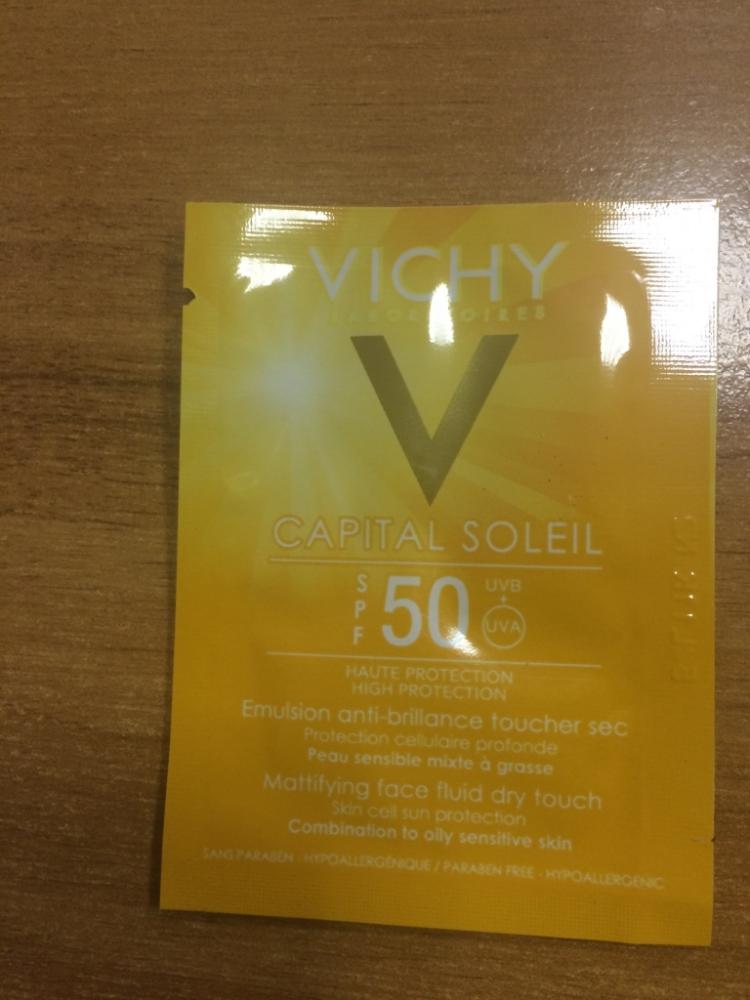 VICHY
LABORATOIRES
V
CAPITAL SOLEIL
SPF 50 UVB
+
UVA
HAUTE PROTECTION
HIGH PROTECTION
Emulsion anti-brillance toucher sec
Protection cellulaire profonde
Peau sensible mixte à grasse
Mattifying face fluid dry touch
Skin cell sun protection
Combination to oily sensitive skin
SANS PARABEN - HYPOALLERGÉNIQUE / PARABEN FREE - HYPOALLERGENIC